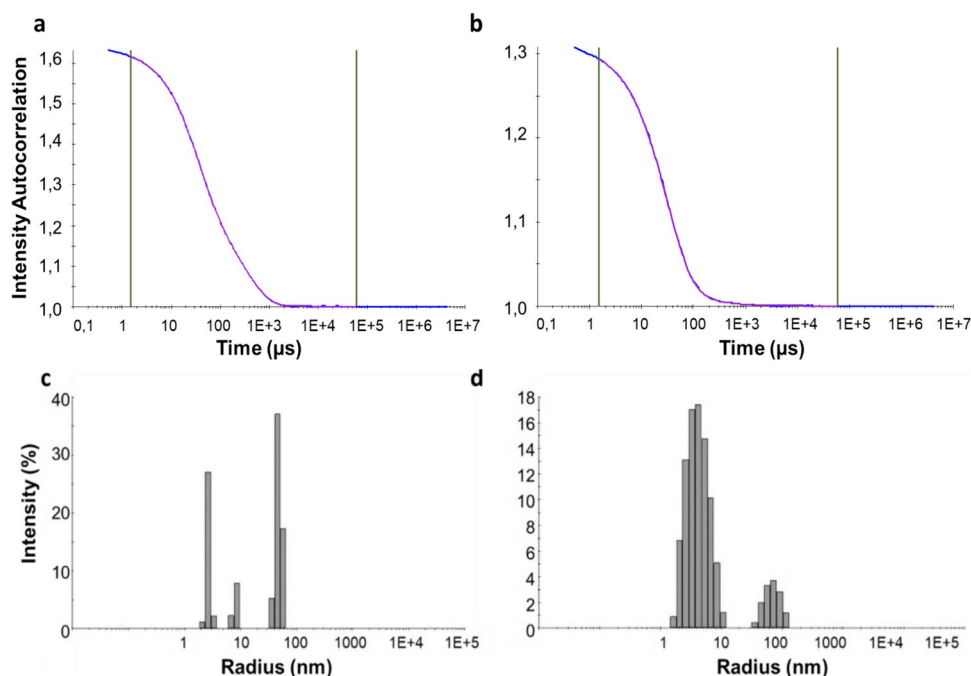 a
b
Intensity Autocorrelation
1,6
1,5
1,4
1,3
1,2
1,1
1,0
0,1 1 10 100 1E+3 1E+4 1E+5 1E+6 1E+7
Time (µs)
1,3
1,2
1,1
1,0
0,1 1 10 100 1E+3 1E+4 1E+5 1E+6 1E+7
Time (µs)
c
d
Intensity (%)
40
30
20
10
0
1 10 100 1000 1E+4 1E+5
Radius (nm)
18
16
14
12
10
8
6
4
2
0
1 10 100 1000 1E+4 1E+5
Radius (nm)